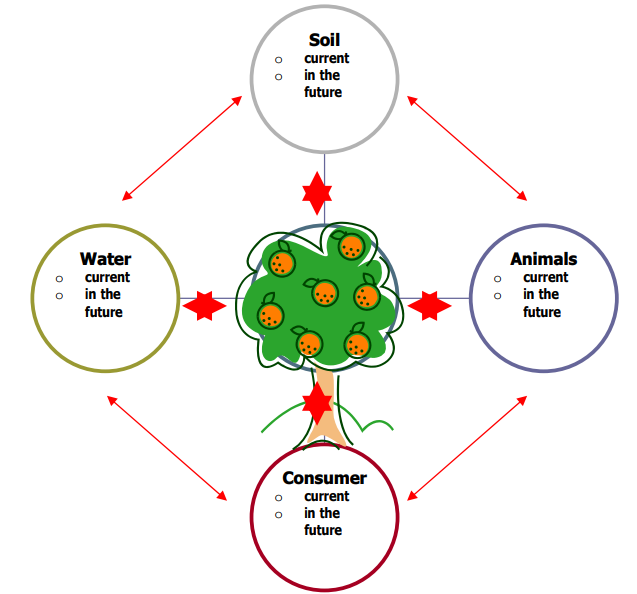 Soil
o current
o in the
future
Water
o current
o in the
future
Animals
o current
o in the
future
Consumer
o current
o in the
future